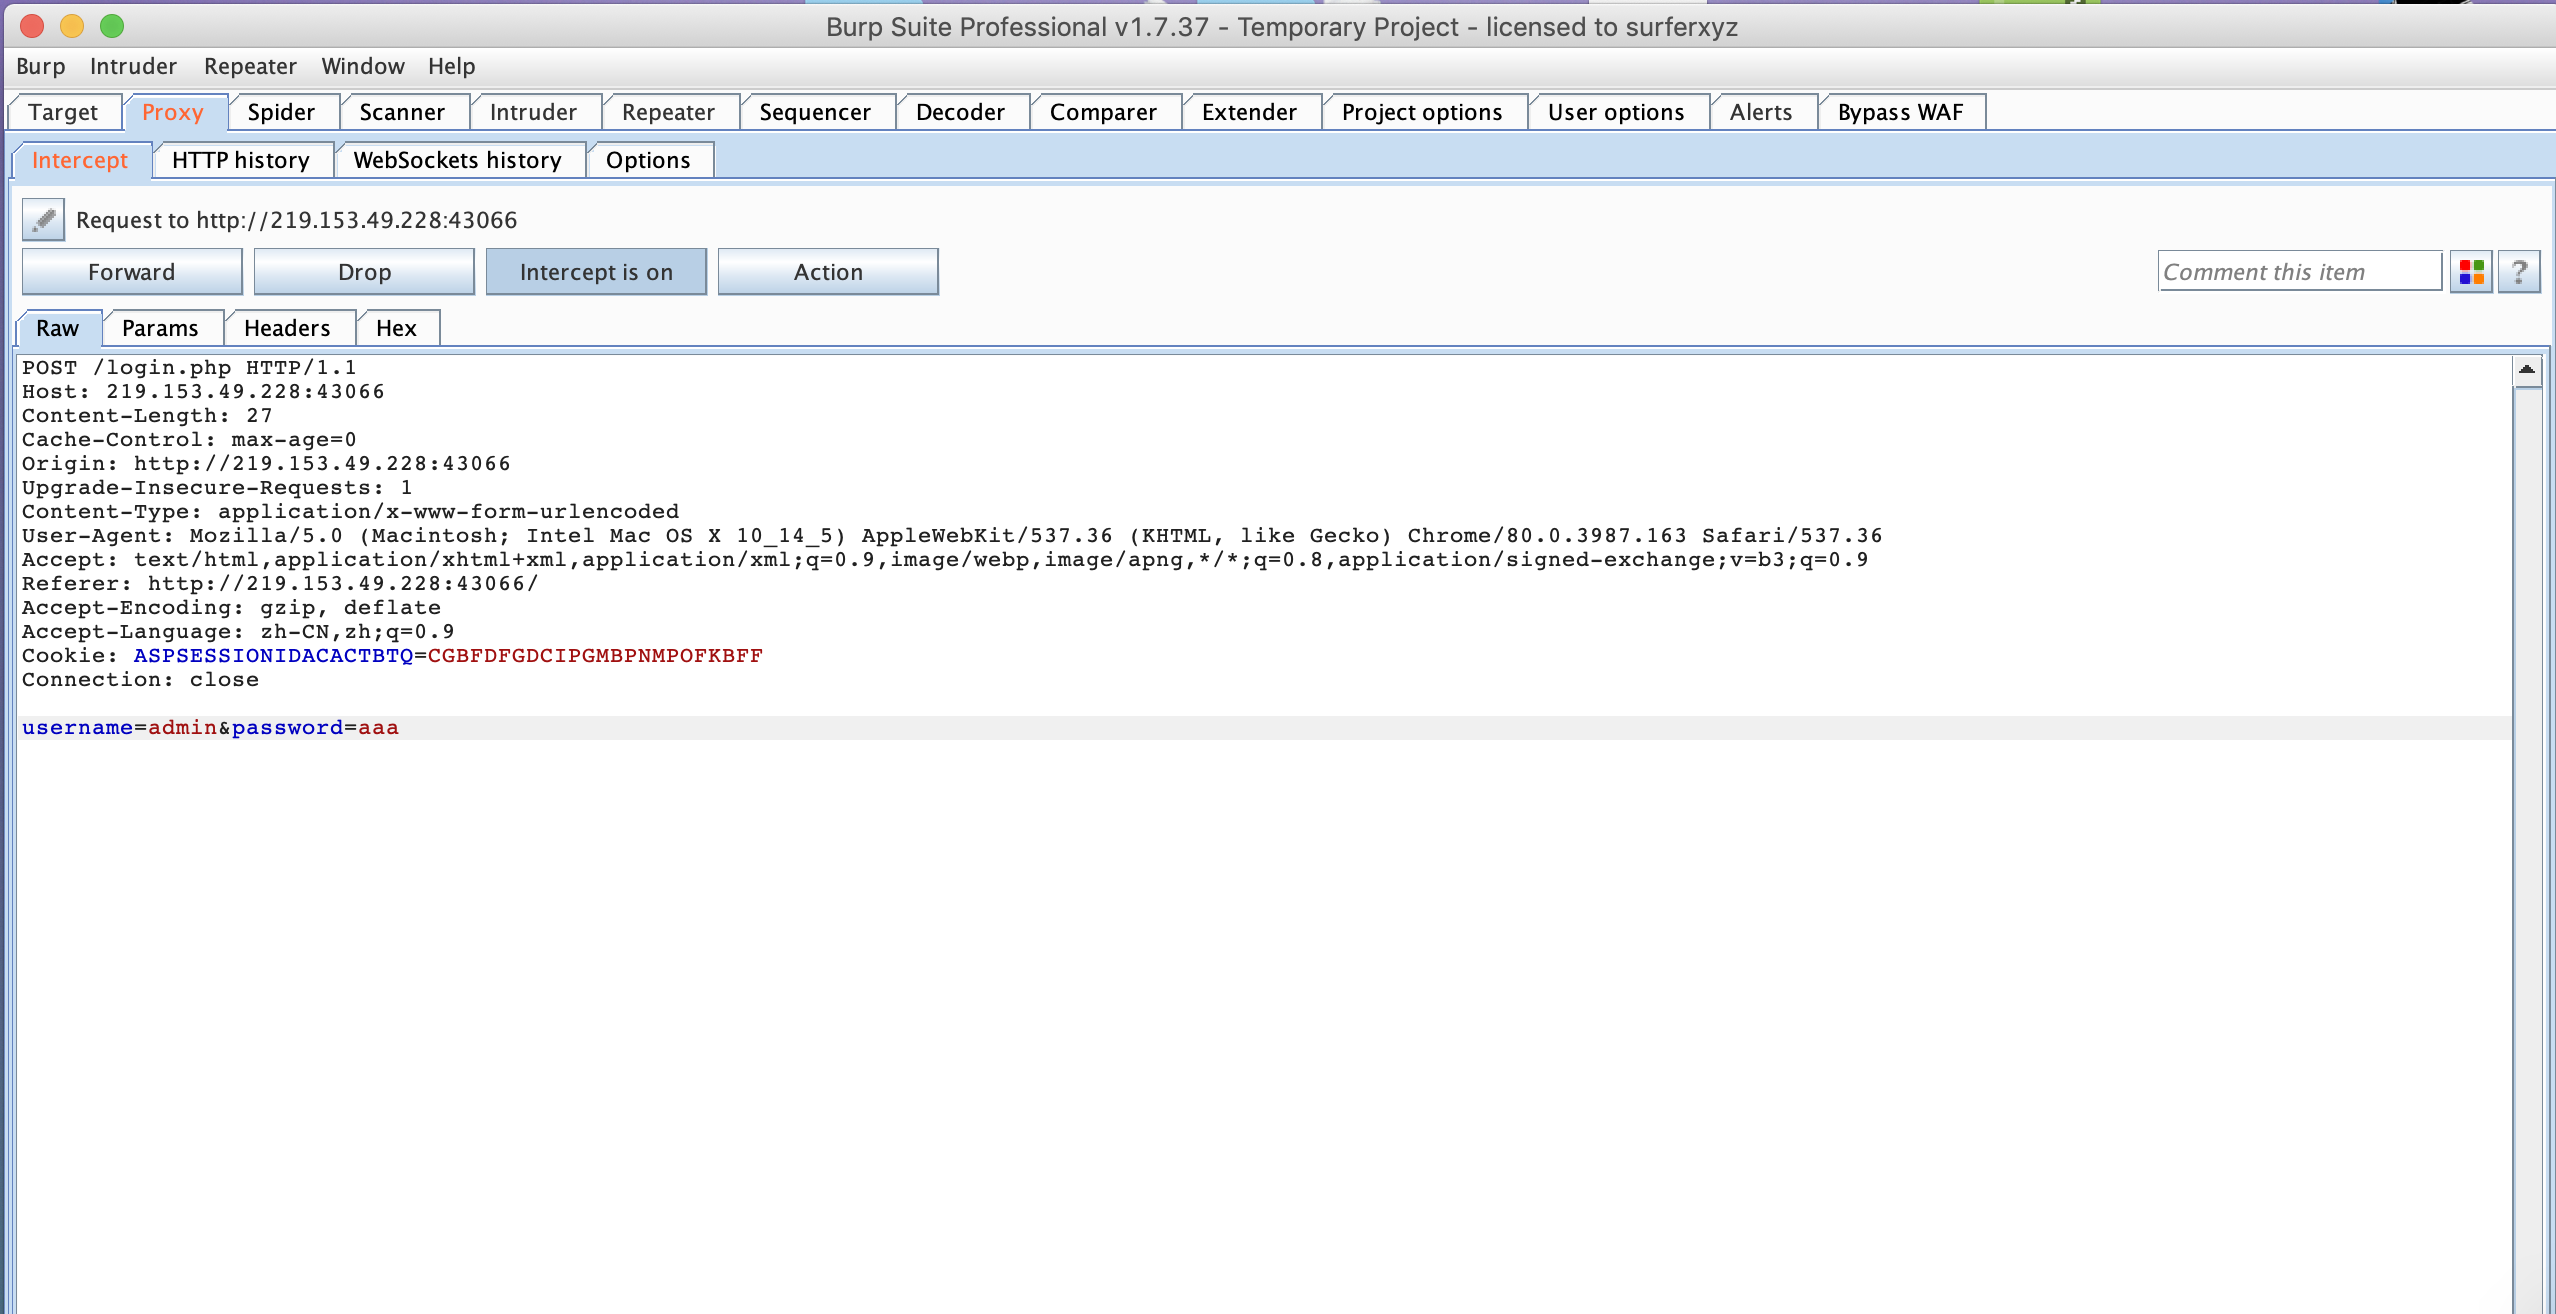 Burp Suite Professional v1.7.37 - Temporary Project - licensed to surferxyz
Burp Intruder Repeater Window Help
Target Proxy Spider Scanner Intruder Repeater Sequencer Decoder Comparer Extender Project options User options Alerts Bypass WAF
Intercept HTTP history WebSockets history Options
Request to http://219.153.49.228:43066
Forward Drop Intercept is on Action Comment this item ?
Raw Params Headers Hex
POST /login.php HTTP/1.1
Host: 219.153.49.228:43066
Content-Length: 27
Cache-Control: max-age=0
Origin: http://219.153.49.228:43066
Upgrade-Insecure-Requests: 1
Content-Type: application/x-www-form-urlencoded
User-Agent: Mozilla/5.0 (Macintosh; Intel Mac OS X 10_14_5) AppleWebKit/537.36 (KHTML, like Gecko) Chrome/80.0.3987.163 Safari/537.36
Accept: text/html,application/xhtml+xml,application/xml;q=0.9,image/webp,image/apng,*/*;q=0.8,application/signed-exchange;v=b3;q=0.9
Referer: http://219.153.49.228:43066/
Accept-Encoding: gzip, deflate
Accept-Language: zh-CN,zh;q=0.9
Cookie: ASPSESSIONIDACACTBTQ=CGBFDFGDCIPGMBPNMPOFKBFF
Connection: close
username=admin&password=aaa